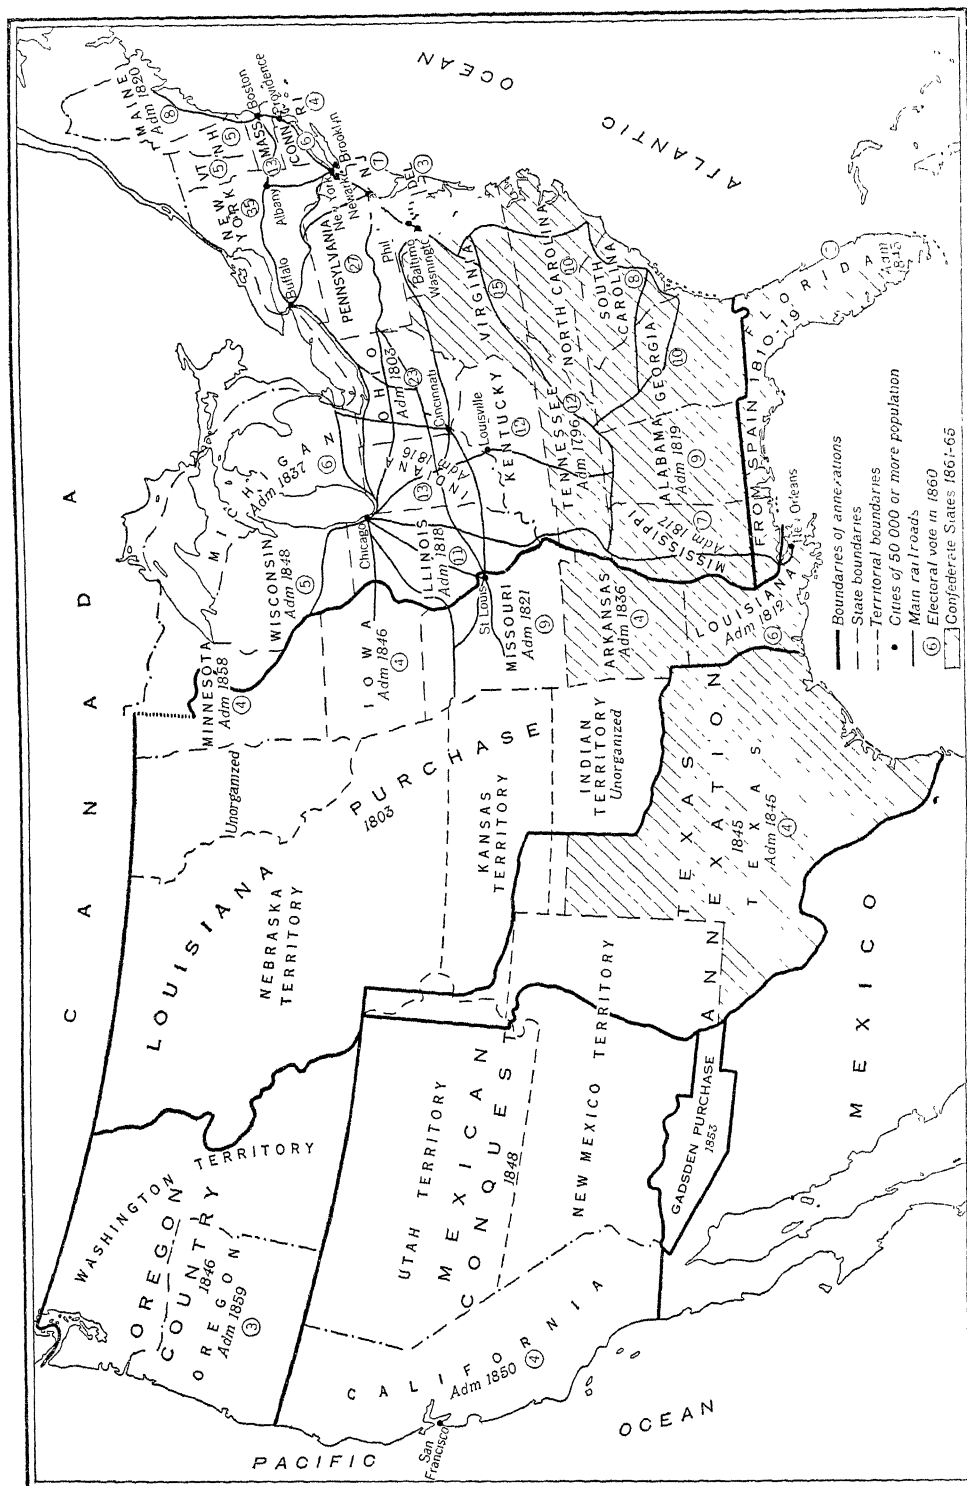 CANADA
WASHINGTON
TERRITORY
OREGON
COUNTRY
1846
OREGON
Adm 1859
3
PACIFIC
OCEAN
San
Francisco
CALIFORNIA
Adm 1850
4
UTAH TERRITORY
MEXICAN
CONQUEST
1848
NEW MEXICO TERRITORY
GADSDEN PURCHASE
1853
MEXICO
LOUISIANA
PURCHASE
1803
NEBRASKA
TERRITORY
Unorganized
KANSAS
TERRITORY
INDIAN
TERRITORY
Unorganized
TEXAS
ANNEXATION
1845
TEXAS
Adm 1845
4
MINNESOTA
Adm 1858
4
IOWA
Adm 1846
4
MISSOURI
Adm 1821
9
St Louis
ARKANSAS
Adm 1836
4
LOUISIANA
Adm 1812
6
WISCONSIN
Adm 1848
5
MICHIGAN
Adm 1837
6
Chicago
ILLINOIS
Adm 1818
11
INDIANA
Adm 1816
13
OHIO
Adm 1803
23
Cincinnati
Louisville
KENTUCKY
12
TENNESSEE
Adm 1796
12
MISSISSIPPI
Adm 1817
7
ALABAMA
Adm 1819
9
GEORGIA
10
FROM SPAIN 1810-19
FLORIDA
Adm
Orleans
SOUTH
CAROLINA
8
NORTH CAROLINA
10
VIRGINIA
15
PENNSYLVANIA
27
Phil
Baltimo
Washingto
DEL
3
NJ
7
Buffalo
NEW
YORK
35
Albany
New York
Newark
Brooklyn
VT
5
NH
5
MAINE
Adm 1820
8
MASS
13
Boston
Providence
CONN
6
RI
4
ATLANTIC
OCEAN
Boundaries of annexations
State boundaries
Territorial boundaries
Cities of 50 000 or more population
Main railroads
6 Electoral vote in 1860
Confederate States 1861-65